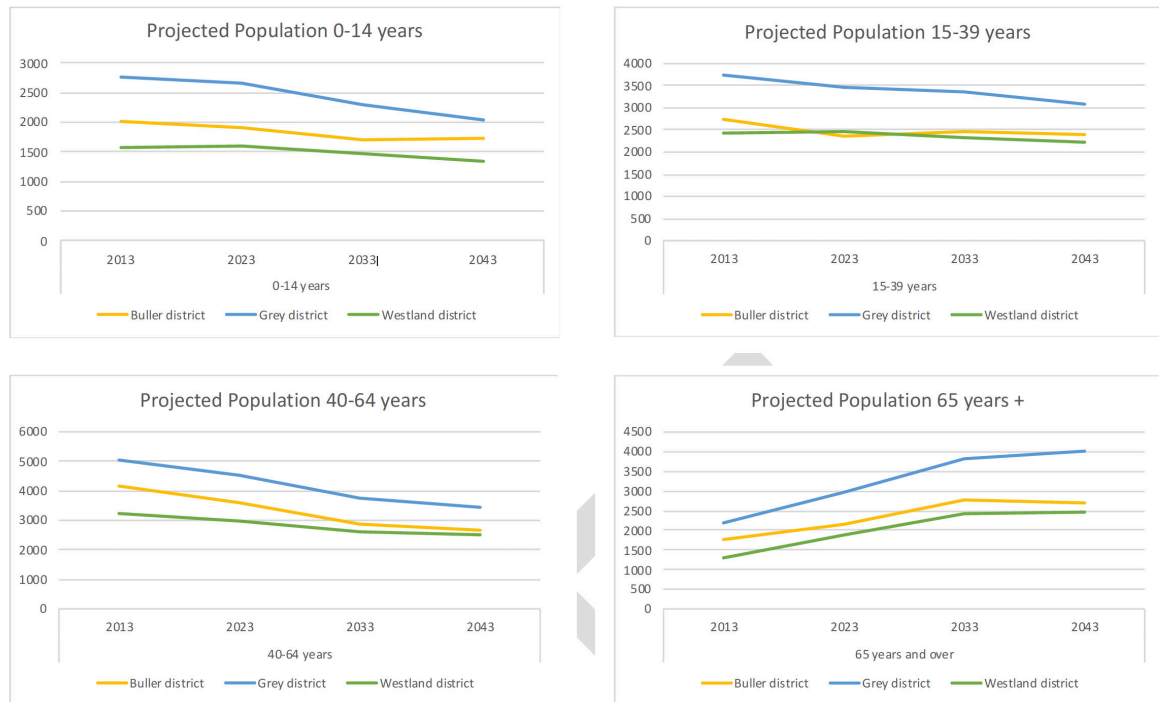 Projected Population 0-14 years
3000
2500
2000
1500
1000
500
0
2013 2023 2033 2043
0-14 years
Buller district Grey district Westland district
Projected Population 15-39 years
4000
3500
3000
2500
2000
1500
1000
500
0
2013 2023 2033 2043
15-39 years
Buller district Grey district Westland district
Projected Population 40-64 years
6000
5000
4000
3000
2000
1000
0
2013 2023 2033 2043
40-64 years
Buller district Grey district Westland district
Projected Population 65 years +
4500
4000
3500
3000
2500
2000
1500
1000
500
0
2013 2023 2033 2043
65 years and over
Buller district Grey district Westland district